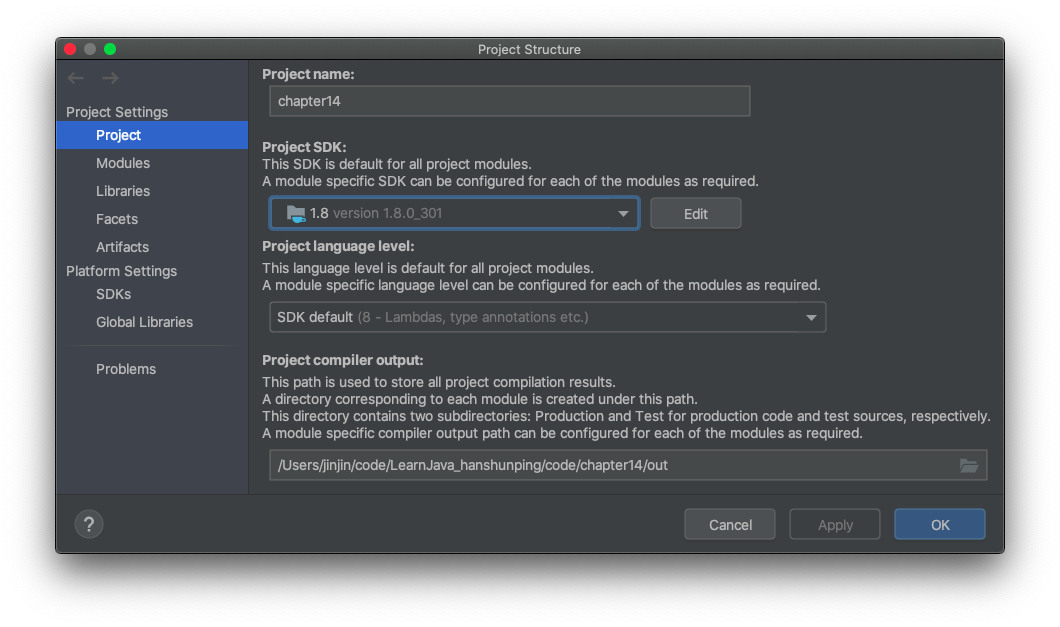 Project Structure
Project Settings
Project
Modules
Libraries
Facets
Artifacts
Platform Settings
SDKs
Global Libraries
Problems
Project name:
chapter14
Project SDK:
This SDK is default for all project modules.
A module specific SDK can be configured for each of the modules as required.
1.8 version 1.8.0_301
Edit
Project language level:
This language level is default for all project modules.
A module specific language level can be configured for each of the modules as required.
SDK default (8 - Lambdas, type annotations etc.)
Project compiler output:
This path is used to store all project compilation results.
A directory corresponding to each module is created under this path.
This directory contains two subdirectories: Production and Test for production code and test sources, respectively.
A module specific compiler output path can be configured for each of the modules as required.
/Users/jinjin/code/LearnJava_hanshunping/code/chapter14/out
?
Cancel
Apply
OK